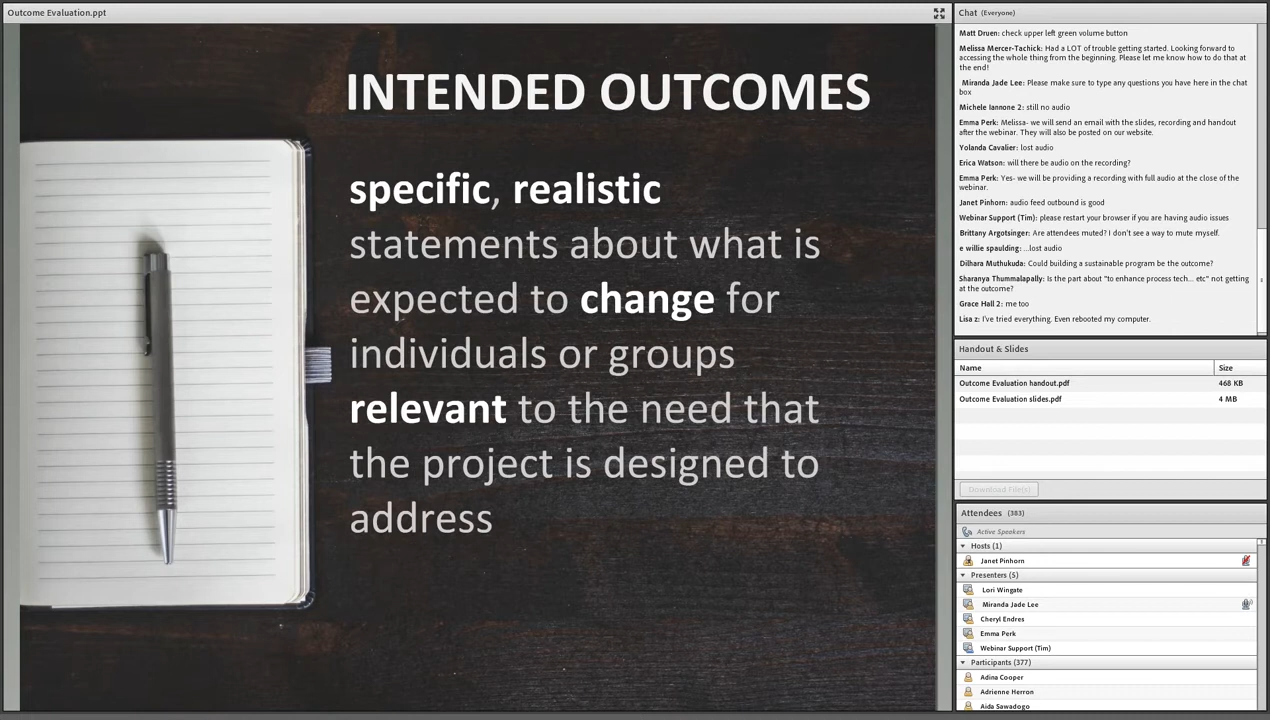 Outcome Evaluation.ppt
INTENDED OUTCOMES
specific, realistic
statements about what is
expected to change for
individuals or groups
relevant to the need that
the project is designed to
address
Chat (Everyone)
Matt Druen: check upper left green volume button
Melissa Mercer-Tachick: Had a LOT of trouble getting started. Looking forward to
accessing the whole thing from the beginning. Please let me know how to do that at
the end!
Miranda Jade Lee: Please make sure to type any questions you have here in the chat
box
Michele Iannone 2: still no audio
Emma Perk: Melissa- we will send an email with the slides, recording and handout
after the webinar. They will also be posted on our website.
Yolanda Cavalier: lost audio
Erica Watson: will there be audio on the recording?
Emma Perk: Yes- we will be providing a recording with full audio at the close of the
webinar.
Janet Pinhorn: audio feed outbound is good
Webinar Support (Tim): please restart your browser if you are having audio issues
Brittany Argotsinger: Are attendees muted? I don't see a way to mute myself.
e willie spaulding: ...lost audio
Dilhara Muthukuda: Could building a sustainable program be the outcome?
Sharanya Thummalapally: Is the part about "to enhance process tech... etc" not getting
at the outcome?
Grace Hall 2: me too
Lisa z: I've tried everything. Even rebooted my computer.
Handout & Slides
Name Size
Outcome Evaluation handout.pdf 468 KB
Outcome Evaluation slides.pdf 4 MB
Download File(s)
Attendees (383)
Active Speakers
Hosts (1)
Janet Pinhorn
Presenters (5)
Lori Wingate
Miranda Jade Lee
Cheryl Endres
Emma Perk
Webinar Support (Tim)
Participants (377)
Adina Cooper
Adrienne Herron
Aida Sawadogo